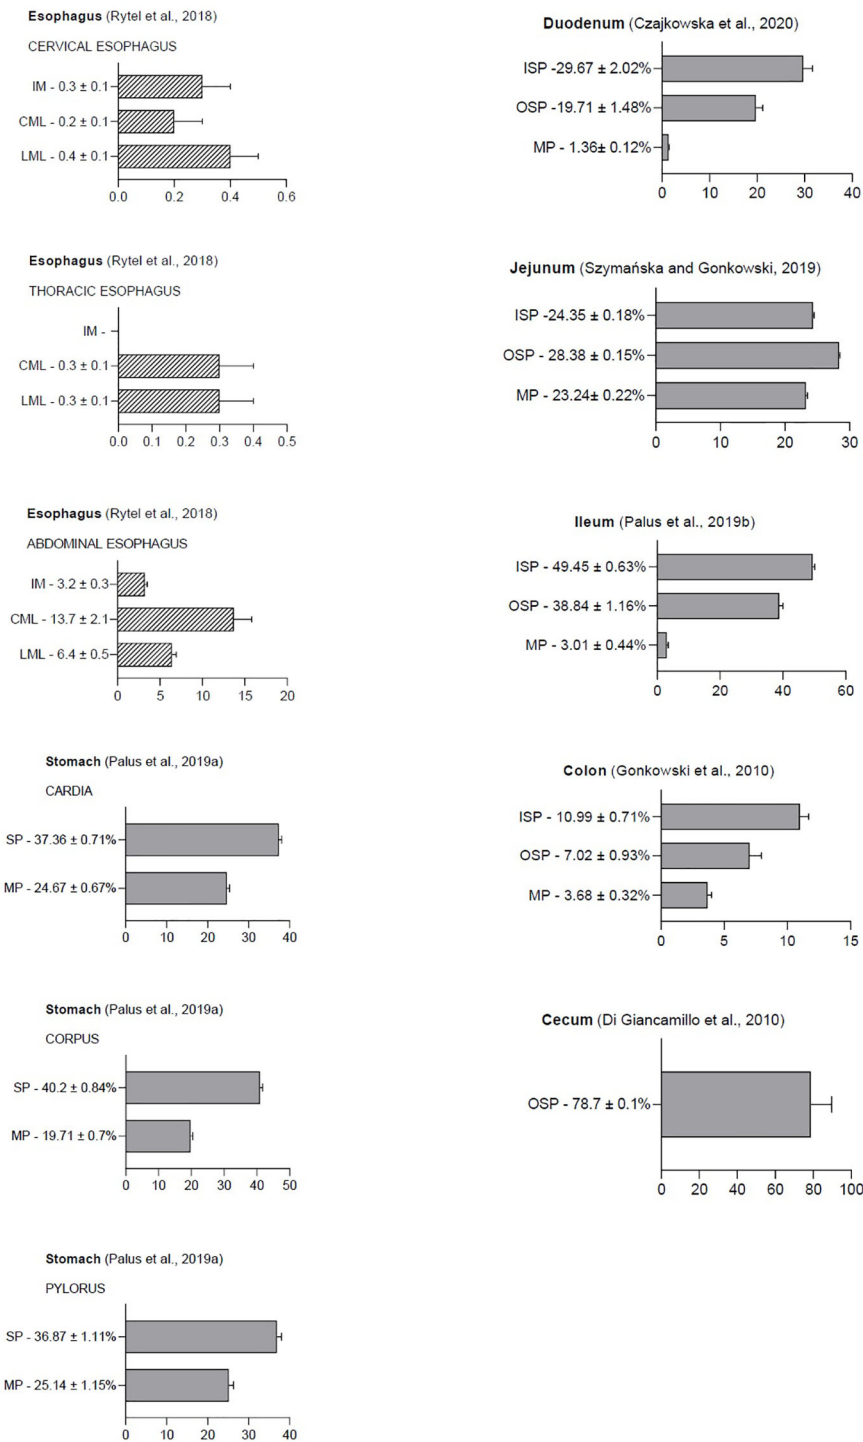 Esophagus (Rytel et al., 2018)
CERVICAL ESOPHAGUS
IM - 0.3 ± 0.1
CML - 0.2 ± 0.1
LML - 0.4 ± 0.1
0.0 0.2 0.4 0.6
Esophagus (Rytel et al., 2018)
THORACIC ESOPHAGUS
IM -
CML - 0.3 ± 0.1
LML - 0.3 ± 0.1
0.0 0.1 0.2 0.3 0.4 0.5
Esophagus (Rytel et al., 2018)
ABDOMINAL ESOPHAGUS
IM - 3.2 ± 0.3
CML - 13.7 ± 2.1
LML - 6.4 ± 0.5
0 5 10 15 20
Stomach (Palus et al., 2019a)
CARDIA
SP - 37.36 ± 0.71%
MP - 24.67 ± 0.67%
0 10 20 30 40
Stomach (Palus et al., 2019a)
CORPUS
SP - 40.2 ± 0.84%
MP - 19.71 ± 0.7%
0 10 20 30 40 50
Stomach (Palus et al., 2019a)
PYLORUS
SP - 36.87 ± 1.11%
MP - 25.14 ± 1.15%
0 10 20 30 40
Duodenum (Czajkowska et al., 2020)
ISP -29.67 ± 2.02%
OSP -19.71 ± 1.48%
MP - 1.36± 0.12%
0 10 20 30 40
Jejunum (Szymańska and Gonkowski, 2019)
ISP -24.35 ± 0.18%
OSP - 28.38 ± 0.15%
MP - 23.24± 0.22%
0 10 20 30
Ileum (Palus et al., 2019b)
ISP - 49.45 ± 0.63%
OSP - 38.84 ± 1.16%
MP - 3.01 ± 0.44%
0 20 40 60
Colon (Gonkowski et al., 2010)
ISP - 10.99 ± 0.71%
OSP - 7.02 ± 0.93%
MP - 3.68 ± 0.32%
0 5 10 15
Cecum (Di Giancamillo et al., 2010)
OSP - 78.7 ± 0.1%
0 20 40 60 80 100